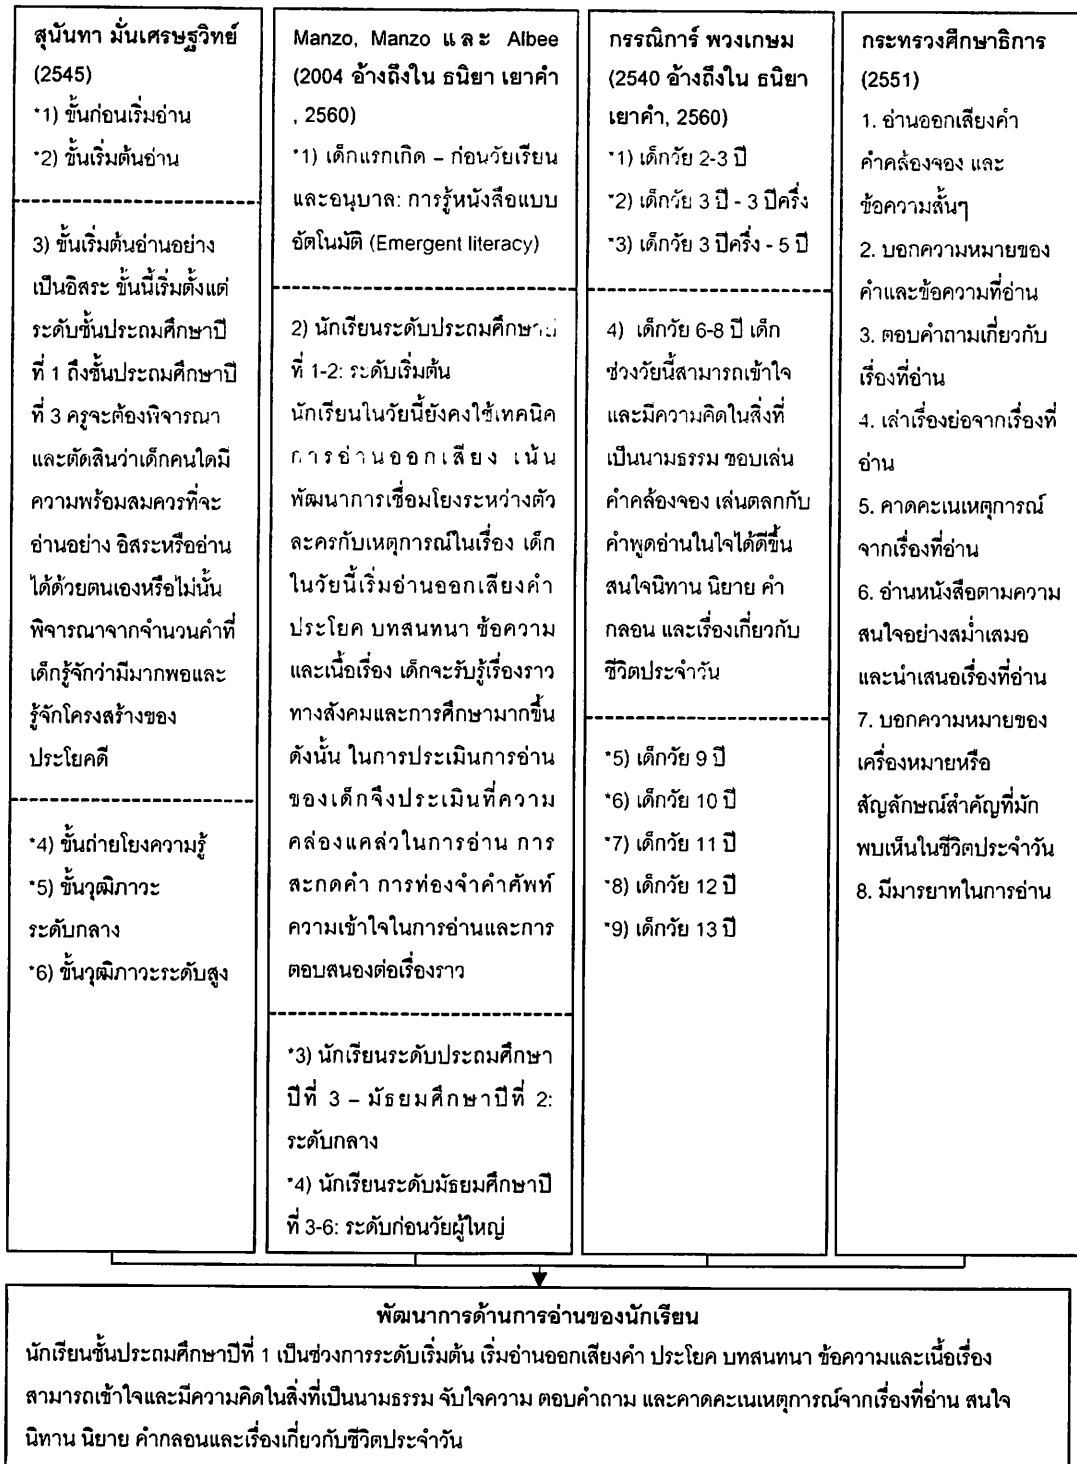 สุนันทา มั่นเศรษฐวิทย์
(2545)
*1) ขั้นก่อนเริ่มอ่าน
*2) ขั้นเริ่มต้นอ่าน
3) ขั้นเริ่มต้นอ่านอย่าง
เป็นอิสระ ขั้นนี้เริ่มตั้งแต่
ระดับชั้นประถมศึกษาปี
ที่ 1 ถึงชั้นประถมศึกษาปี
ที่ 3 ครูจะต้องพิจารณา
และตัดสินว่าเด็กคนใดมี
ความพร้อมสมควรที่จะ
อ่านอย่าง อิสระหรืออ่าน
ได้ด้วยตนเองหรือไม่นั้น
พิจารณาจากจำนวนคำที่
เด็กรู้จักว่ามีมากพอและ
รู้จักโครงสร้างของ
ประโยคดี
*4) ขั้นถ่ายโยงความรู้
*5) ขั้นวุฒิภาวะ
ระดับกลาง
*6) ขั้นวุฒิภาวะระดับสูง
Manzo, Manzo และ Albee
(2004 อ้างถึงใน ธนิยา เยาคำ
, 2560)
*1) เด็กแรกเกิด – ก่อนวัยเรียน
และอนุบาล: การรู้หนังสือแบบ
อัตโนมัติ (Emergent literacy)
2) นักเรียนระดับประถมศึกษาปี
ที่ 1-2: ระดับเริ่มต้น
นักเรียนในวัยนี้ยังคงใช้เทคนิค
การอ่านออกเสียง เน้น
พัฒนาการเชื่อมโยงระหว่างตัว
ละครกับเหตุการณ์ในเรื่อง เด็ก
ในวัยนี้เริ่มอ่านออกเสียงคำ
ประโยค บทสนทนา ข้อความ
และเนื้อเรื่อง เด็กจะรับรู้เรื่องราว
ทางสังคมและการศึกษามากขึ้น
ดังนั้น ในการประเมินการอ่าน
ของเด็กจึงประเมินที่ความ
คล่องแคล่วในการอ่าน การ
สะกดคำ การท่องจำคำศัพท์
ความเข้าใจในการอ่านและการ
ตอบสนองต่อเรื่องราว
*3) นักเรียนระดับประถมศึกษา
ปีที่ 3 – มัธยมศึกษาปีที่ 2:
ระดับกลาง
*4) นักเรียนระดับมัธยมศึกษาปี
ที่ 3-6: ระดับก่อนวัยผู้ใหญ่
กรรณิการ์ พวงเกษม
(2540 อ้างถึงใน ธนิยา
เยาคำ, 2560)
*1) เด็กวัย 2-3 ปี
*2) เด็กวัย 3 ปี - 3 ปีครึ่ง
*3) เด็กวัย 3 ปีครึ่ง - 5 ปี
4) เด็กวัย 6-8 ปี เด็ก
ช่วงวัยนี้สามารถเข้าใจ
และมีความคิดในสิ่งที่
เป็นนามธรรม ชอบเล่น
คำคล้องจอง เล่นตลกกับ
คำพูดอ่านในใจได้ดีขึ้น
สนใจนิทาน นิยาย คำ
กลอน และเรื่องเกี่ยวกับ
ชีวิตประจำวัน
*5) เด็กวัย 9 ปี
*6) เด็กวัย 10 ปี
*7) เด็กวัย 11 ปี
*8) เด็กวัย 12 ปี
*9) เด็กวัย 13 ปี
กระทรวงศึกษาธิการ
(2551)
1. อ่านออกเสียงคำ
คำคล้องจอง และ
ข้อความสั้นๆ
2. บอกความหมายของ
คำและข้อความที่อ่าน
3. ตอบคำถามเกี่ยวกับ
เรื่องที่อ่าน
4. เล่าเรื่องย่อจากเรื่องที่
อ่าน
5. คาดคะเนเหตุการณ์
จากเรื่องที่อ่าน
6. อ่านหนังสือตามความ
สนใจอย่างสม่ำเสมอ
และนำเสนอเรื่องที่อ่าน
7. บอกความหมายของ
เครื่องหมายหรือ
สัญลักษณ์สำคัญที่มัก
พบเห็นในชีวิตประจำวัน
8. มีมารยาทในการอ่าน
พัฒนาการด้านการอ่านของนักเรียน
นักเรียนชั้นประถมศึกษาปีที่ 1 เป็นช่วงการระดับเริ่มต้น เริ่มอ่านออกเสียงคำ ประโยค บทสนทนา ข้อความและเนื้อเรื่อง
สามารถเข้าใจและมีความคิดในสิ่งที่เป็นนามธรรม จับใจความ ตอบคำถาม และคาดคะเนเหตุการณ์จากเรื่องที่อ่าน สนใจ
นิทาน นิยาย คำกลอนและเรื่องเกี่ยวกับชีวิตประจำวัน